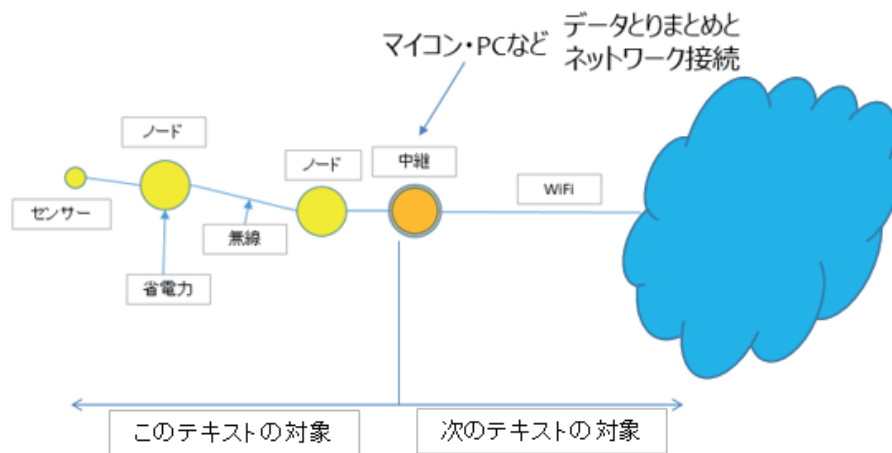 マイコン・PCなど
データとりまとめと
ネットワーク接続
ノード
ノード
中継
WiFi
センサー
無線
省電力
このテキストの対象
次のテキストの対象